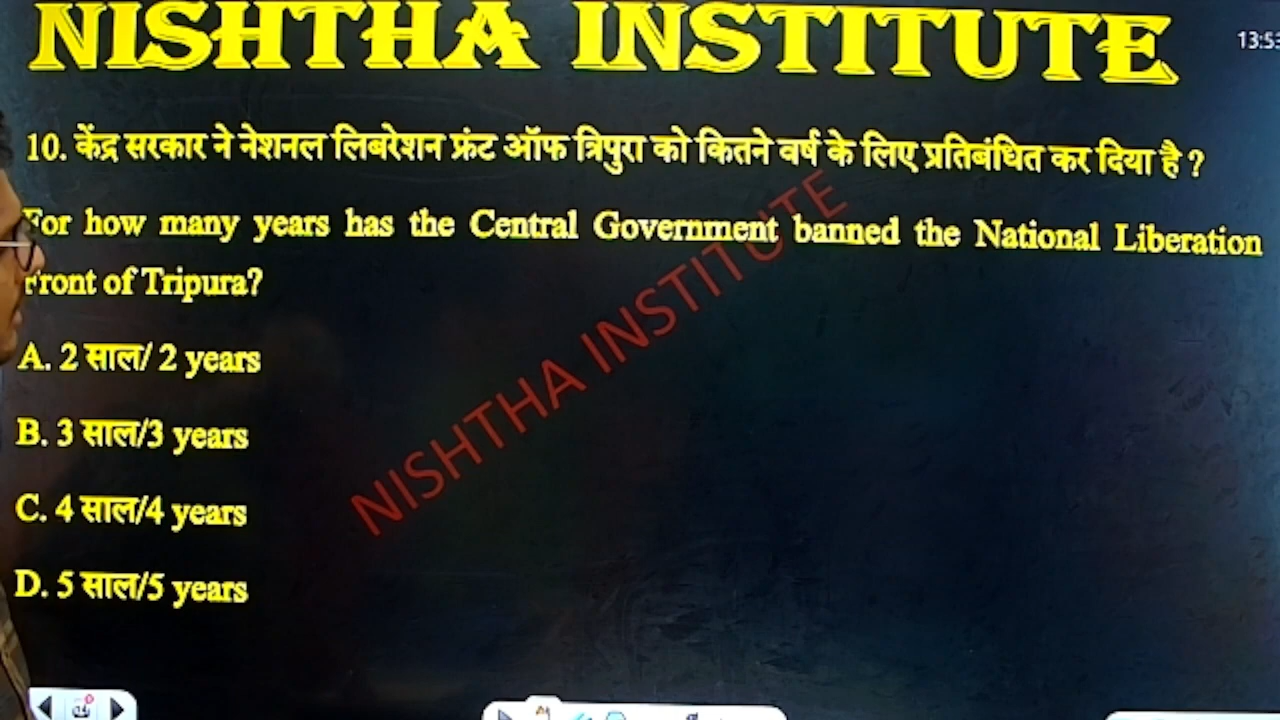 NISHTHA INSTITUTE
13:53
10. केंद्र सरकार ने नेशनल लिबरेशन फ्रंट ऑफ त्रिपुरा को कितने वर्ष के लिए प्रतिबंधित कर दिया है ?
For how many years has the Central Government banned the National Liberation
Front of Tripura?
A. 2 साल/ 2 years
B. 3 साल/3 years
C. 4 साल/4 years
D. 5 साल/5 years
NISHTHA INSTITUTE